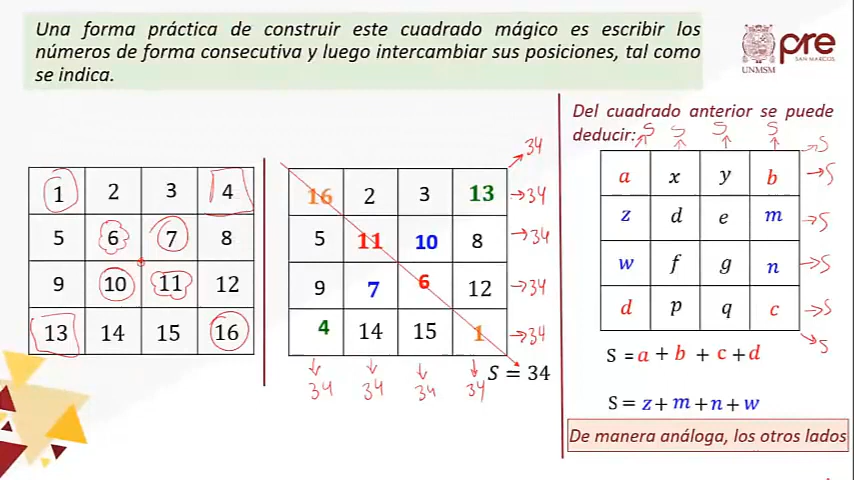 Una forma práctica de construir este cuadrado mágico es escribir los
números de forma consecutiva y luego intercambiar sus posiciones, tal como
se indica.
UNMSM
pre
SAN MARCOS
1 2 3 4
5 6 7 8
9 10 11 12
13 14 15 16
34
16 2 3 13 →34
5 11 10 8 →34
9 7 6 12 →34
4 14 15 1 →34
34 34 34 34
S = 34
Del cuadrado anterior se puede
deducir:
S S S S S
a x y b →S
z d e m →S
w f g n →S
d p q c →S
S
S = a + b + c + d
S = z + m + n + w
De manera análoga, los otros lados